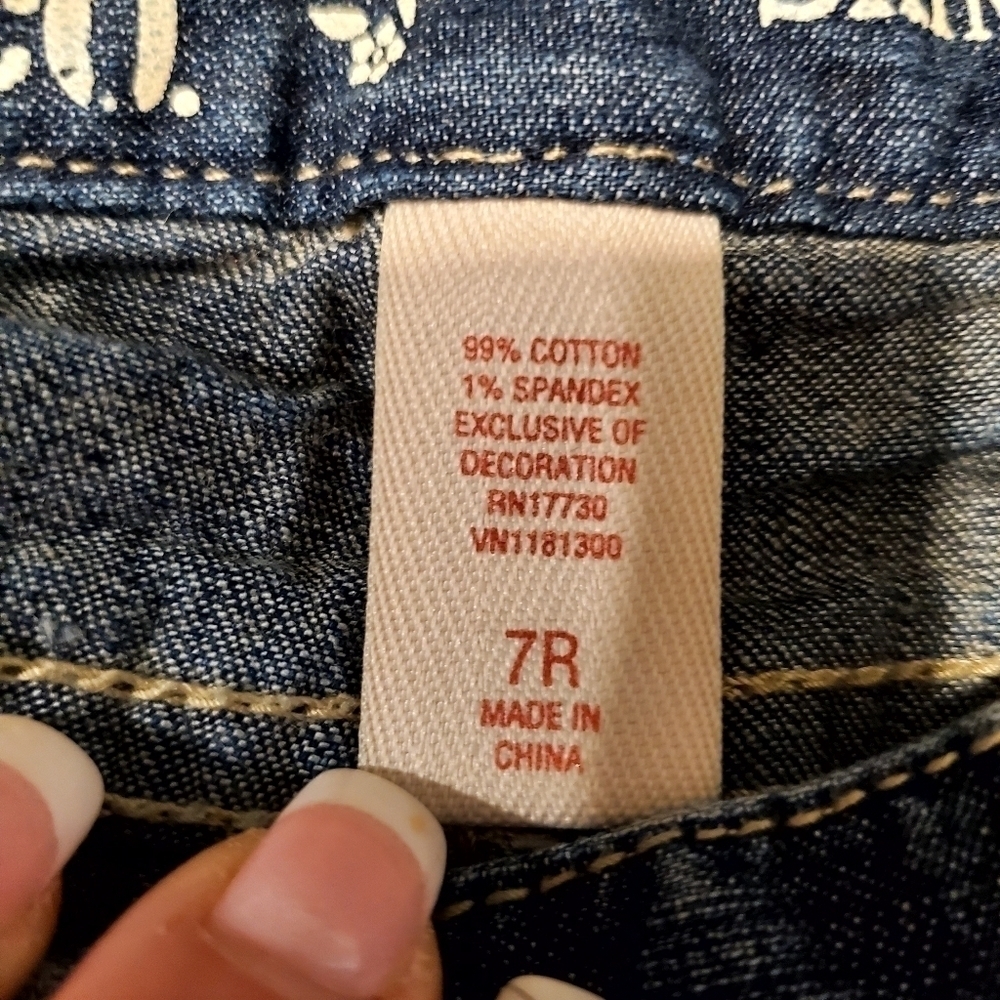 99% COTTON
1% SPANDEX
EXCLUSIVE OF
DECORATION
RN17730
VN1181300
7R
MADE IN
CHINA